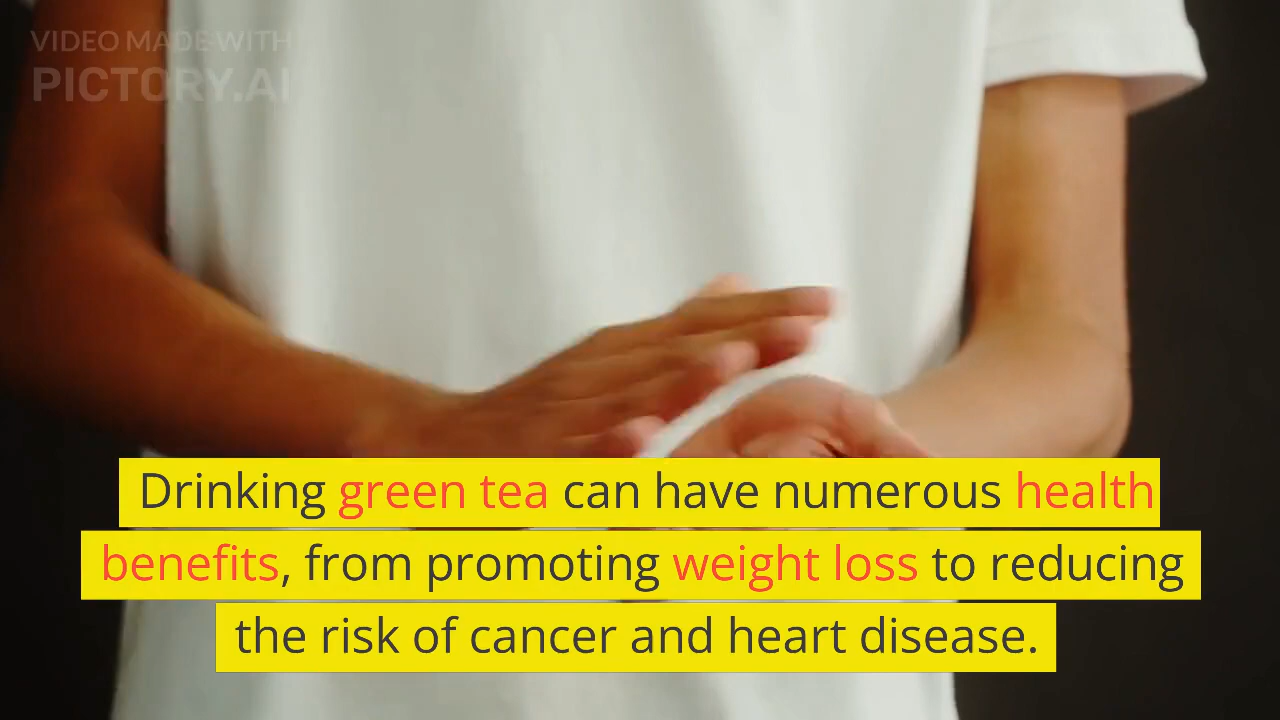 VIDEO MADE WITH
PICTORY.AI
Drinking green tea can have numerous health
benefits, from promoting weight loss to reducing
the risk of cancer and heart disease.